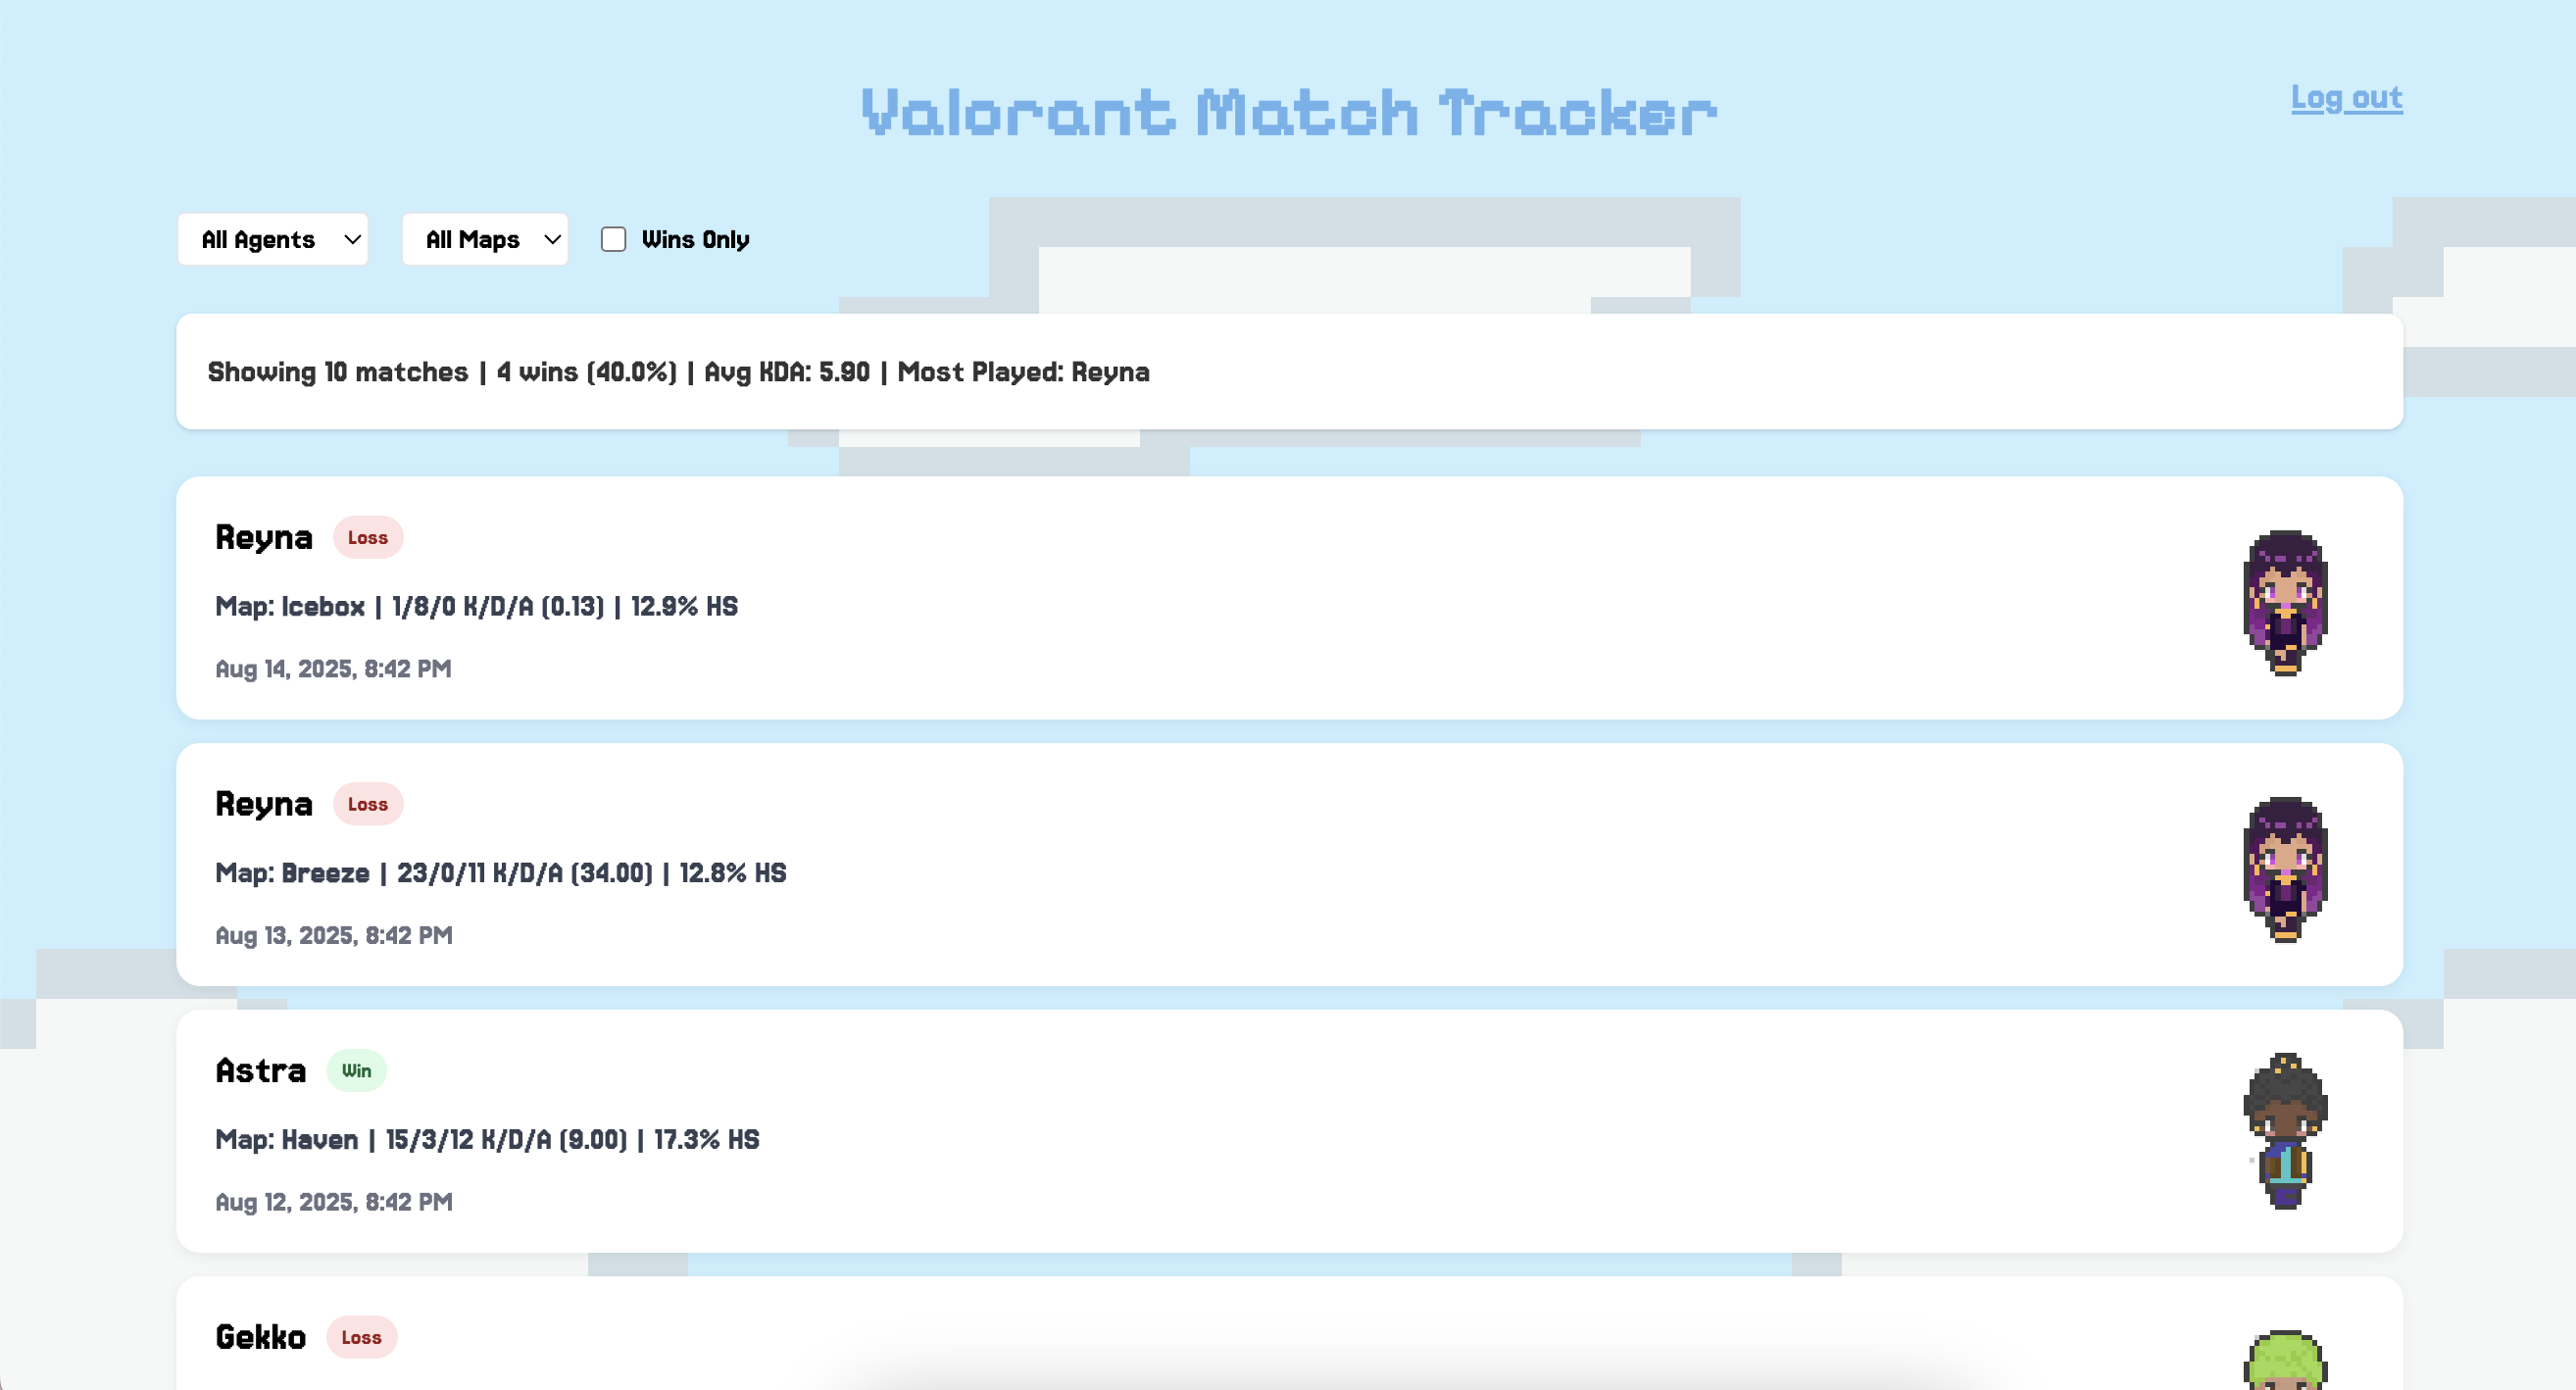 Valorant Match Tracker
Log out
All Agents
All Maps
Wins Only
Showing 10 matches | 4 wins (40.0%) | Avg KDA: 5.90 | Most Played: Reyna
Reyna Loss
Map: Icebox | 1/8/0 K/D/A (0.13) | 12.9% HS
Aug 14, 2025, 8:42 PM
Reyna Loss
Map: Breeze | 23/0/11 K/D/A (34.00) | 12.8% HS
Aug 13, 2025, 8:42 PM
Astra Win
Map: Haven | 15/3/12 K/D/A (9.00) | 17.3% HS
Aug 12, 2025, 8:42 PM
Gekko Loss